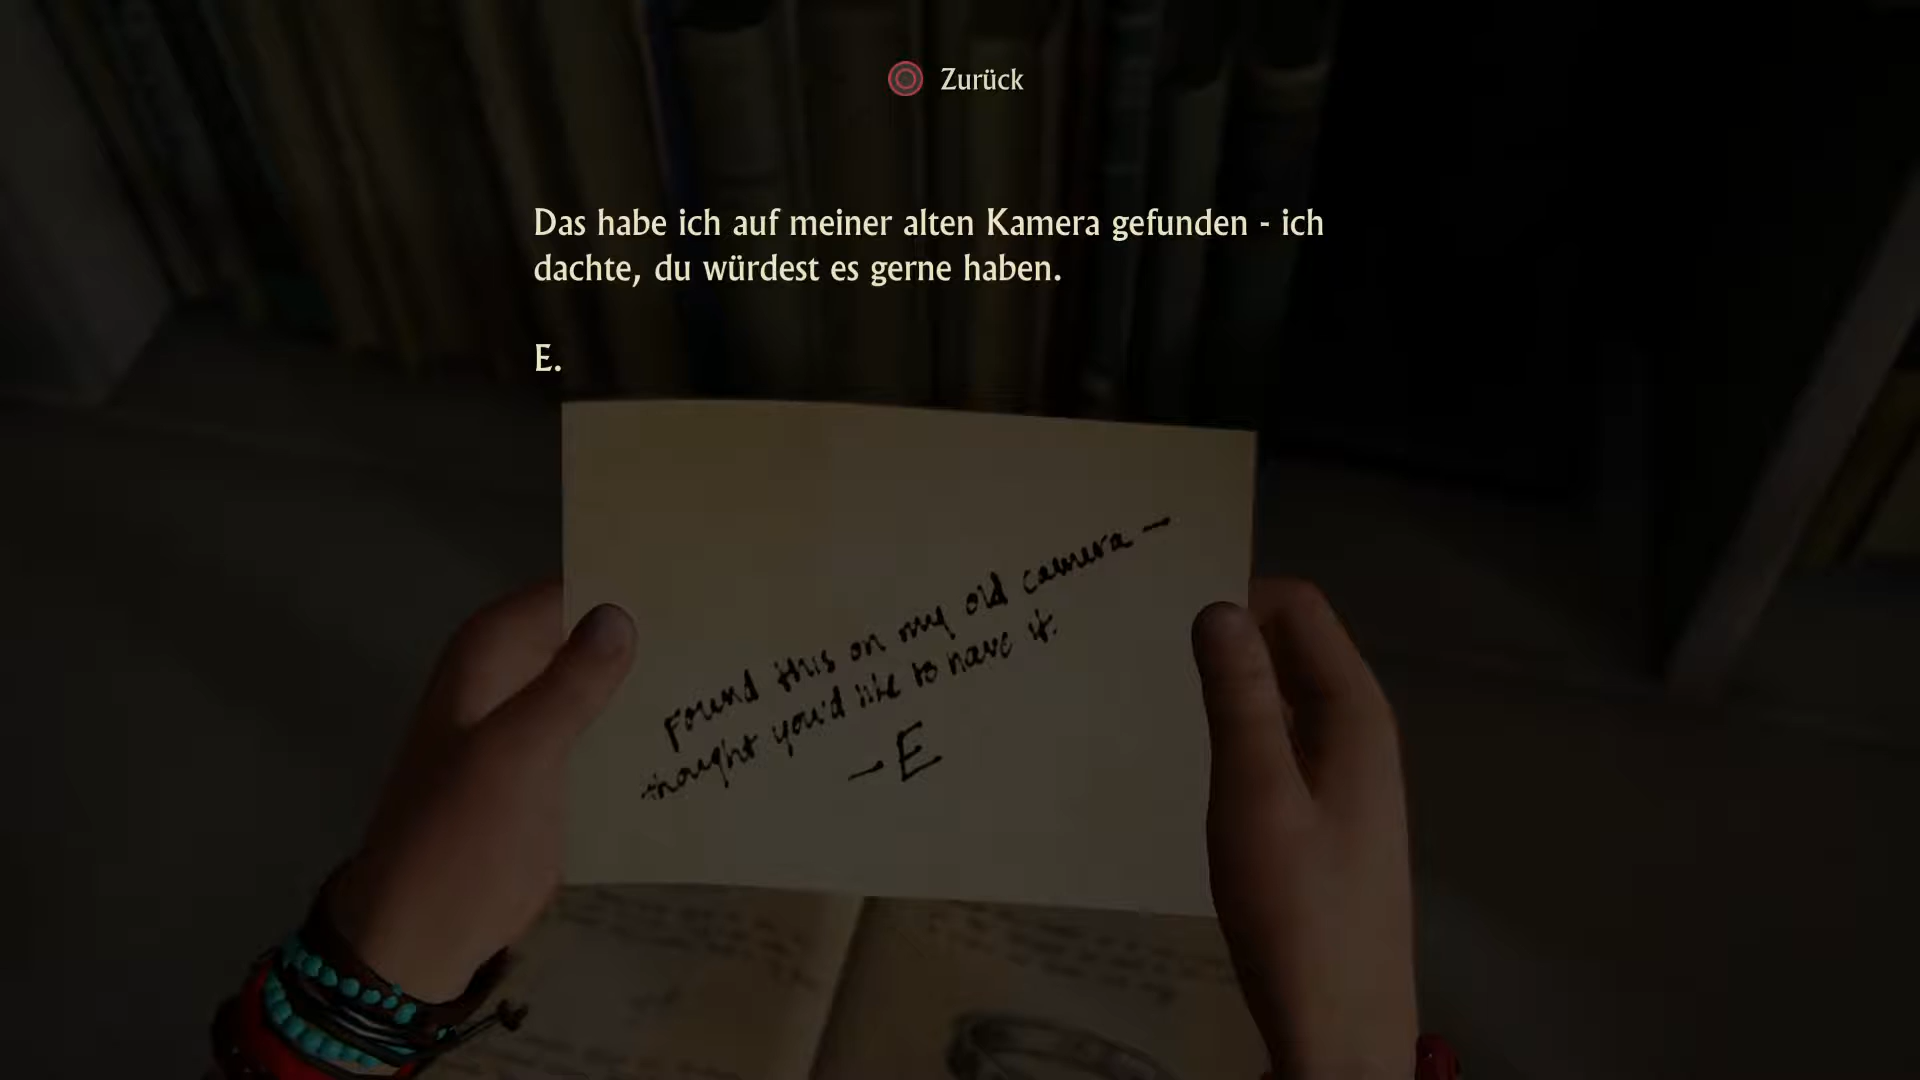 Zurück
Das habe ich auf meiner alten Kamera gefunden - ich
dachte, du würdest es gerne haben.
E.
Found this on my old camera —
thought you'd like to have it.
— E